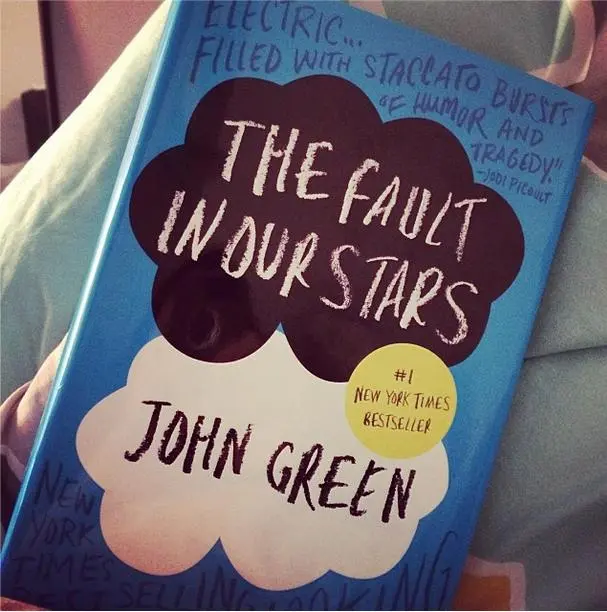 ELECTRIC...
FILLED WITH STACCATO BURSTS
OF HUMOR AND
TRAGEDY."
-JODI PICOULT
THE FAULT
IN OUR STARS
#1
NEW YORK TIMES
BESTSELLER
JOHN GREEN
NEW
YORK
TIMES
BESTSELLING